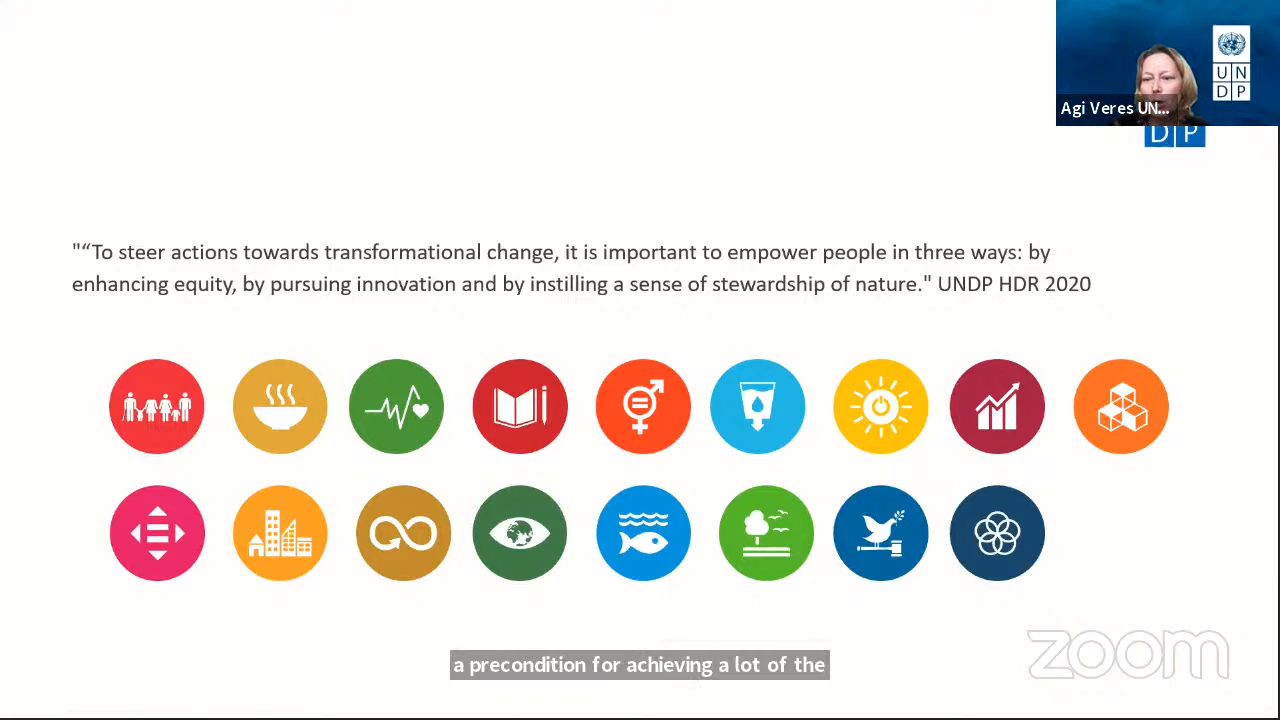 UN
DP
Agi Veres UN...
DP
"“To steer actions towards transformational change, it is important to empower people in three ways: by
enhancing equity, by pursuing innovation and by instilling a sense of stewardship of nature." UNDP HDR 2020
a precondition for achieving a lot of the
zoom